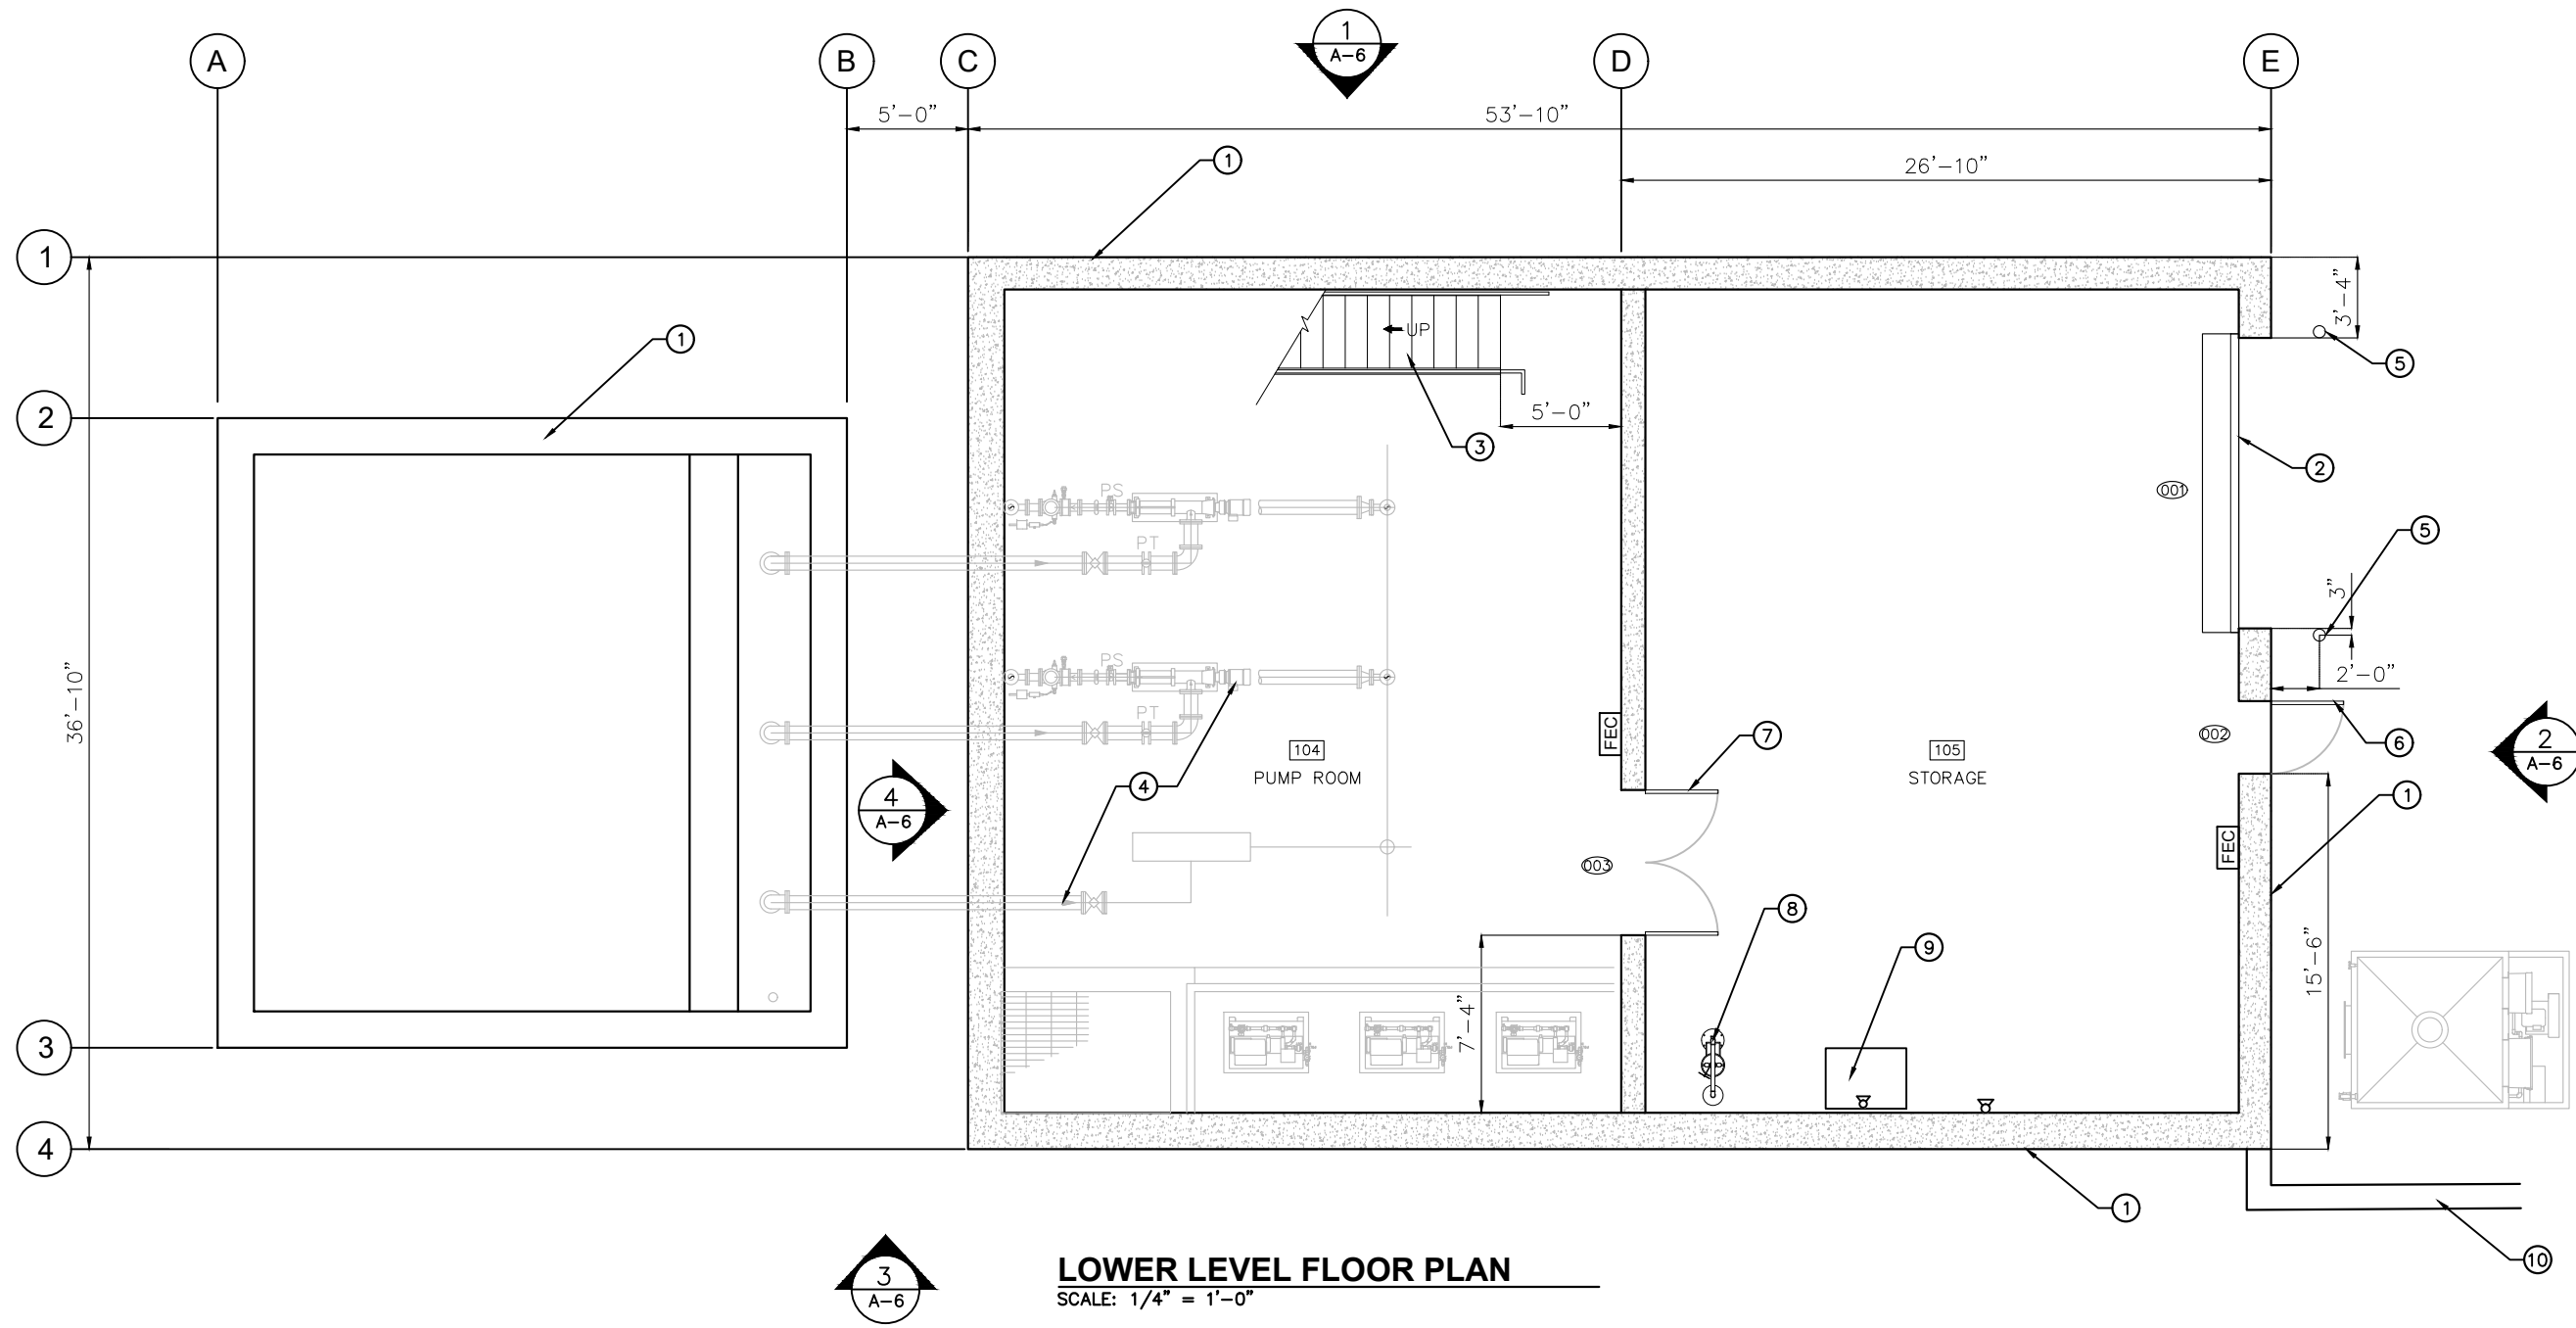 1
A-6
A
B
C
D
E
5'-0"
53'-10"
1
26'-10"
1
3'-4"
UP
1
5
2
5'-0"
3
2
001
PS
5
PT
3"
PS
2'-0"
36'-10"
PT
FEC
7
002
6
104
105
2
A-6
PUMP ROOM
STORAGE
4
4
A-6
1
FEC
003
8
9
15'-6"
7'-4"
3
4
1
10
3
A-6
LOWER LEVEL FLOOR PLAN
SCALE: 1/4" = 1'-0"